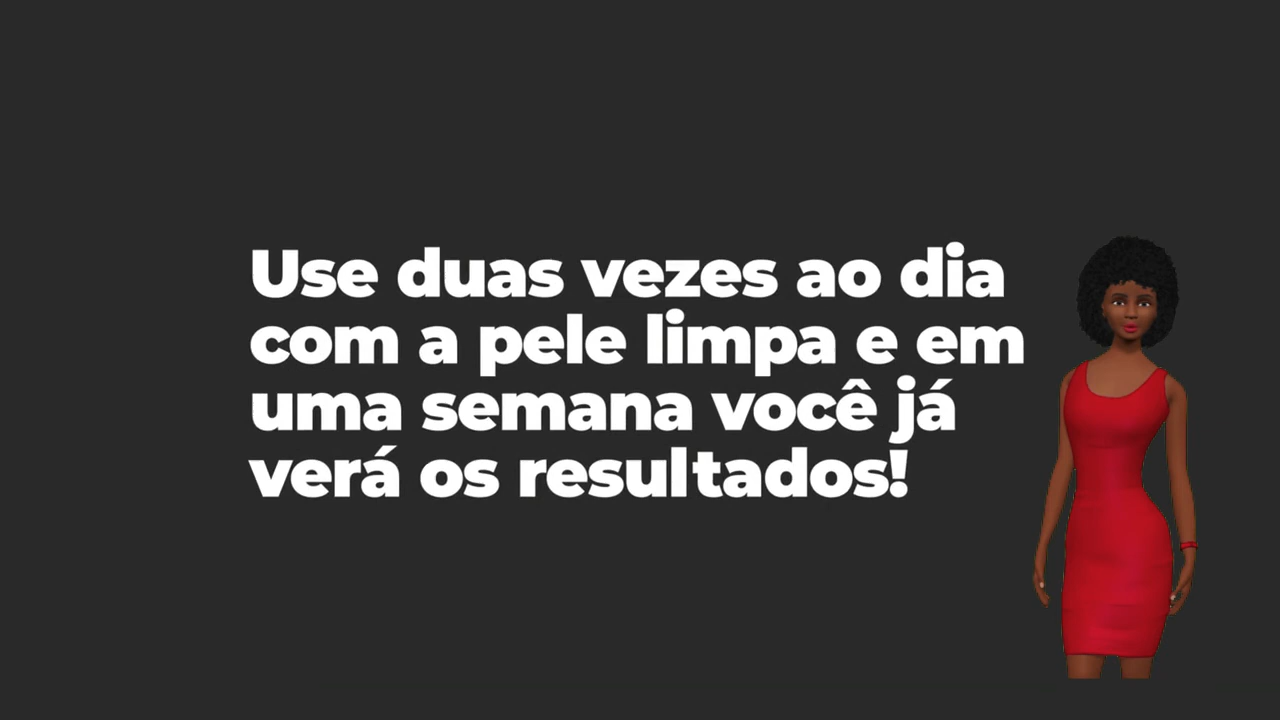 Use duas vezes ao dia
com a pele limpa e em
uma semana você já
verá os resultados!